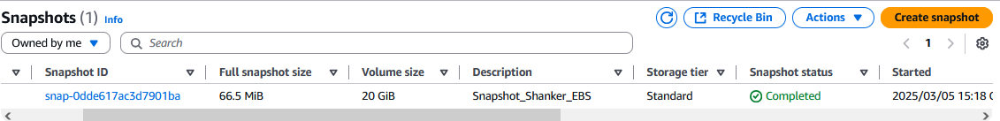 Snapshots (1) Info
Recycle Bin
Actions
Create snapshot
Owned by me
Search
1
Snapshot ID Full snapshot size Volume size Description Storage tier Snapshot status Started
snap-0dde617ac3d7901ba 66.5 MiB 20 GiB Snapshot_Shanker_EBS Standard Completed 2025/03/05 15:18